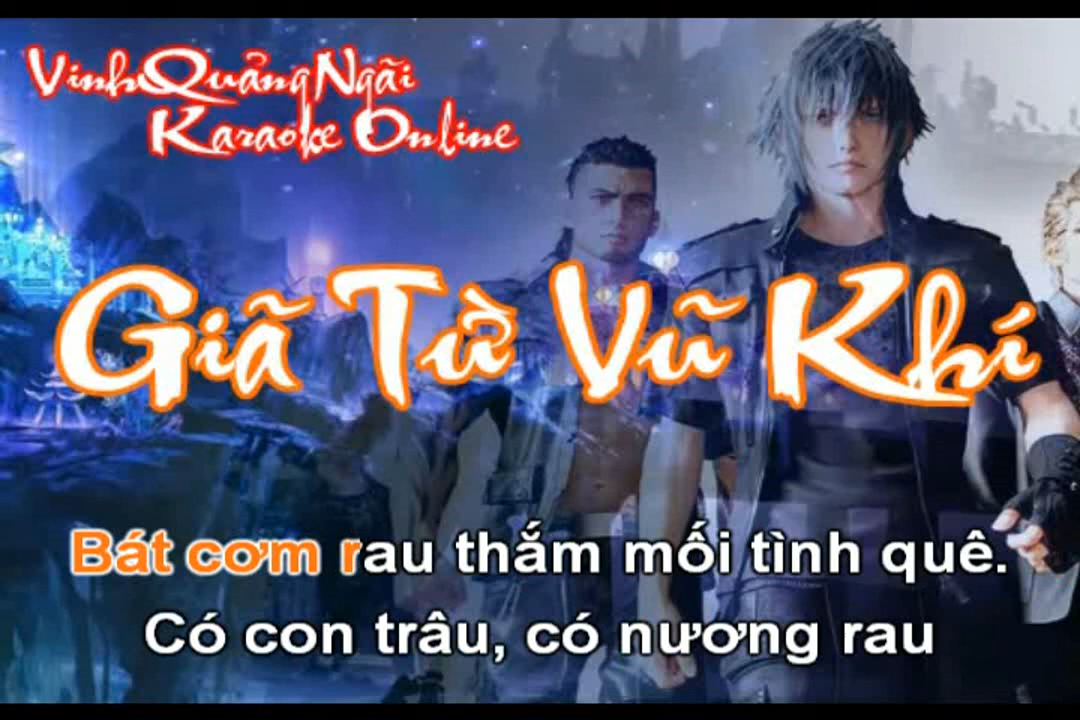 VinhQuảngNgãi
Karaoke Online
Giã Từ Vũ Khí
Bát cơm rau thắm mối tình quê.
Có con trâu, có nương rau